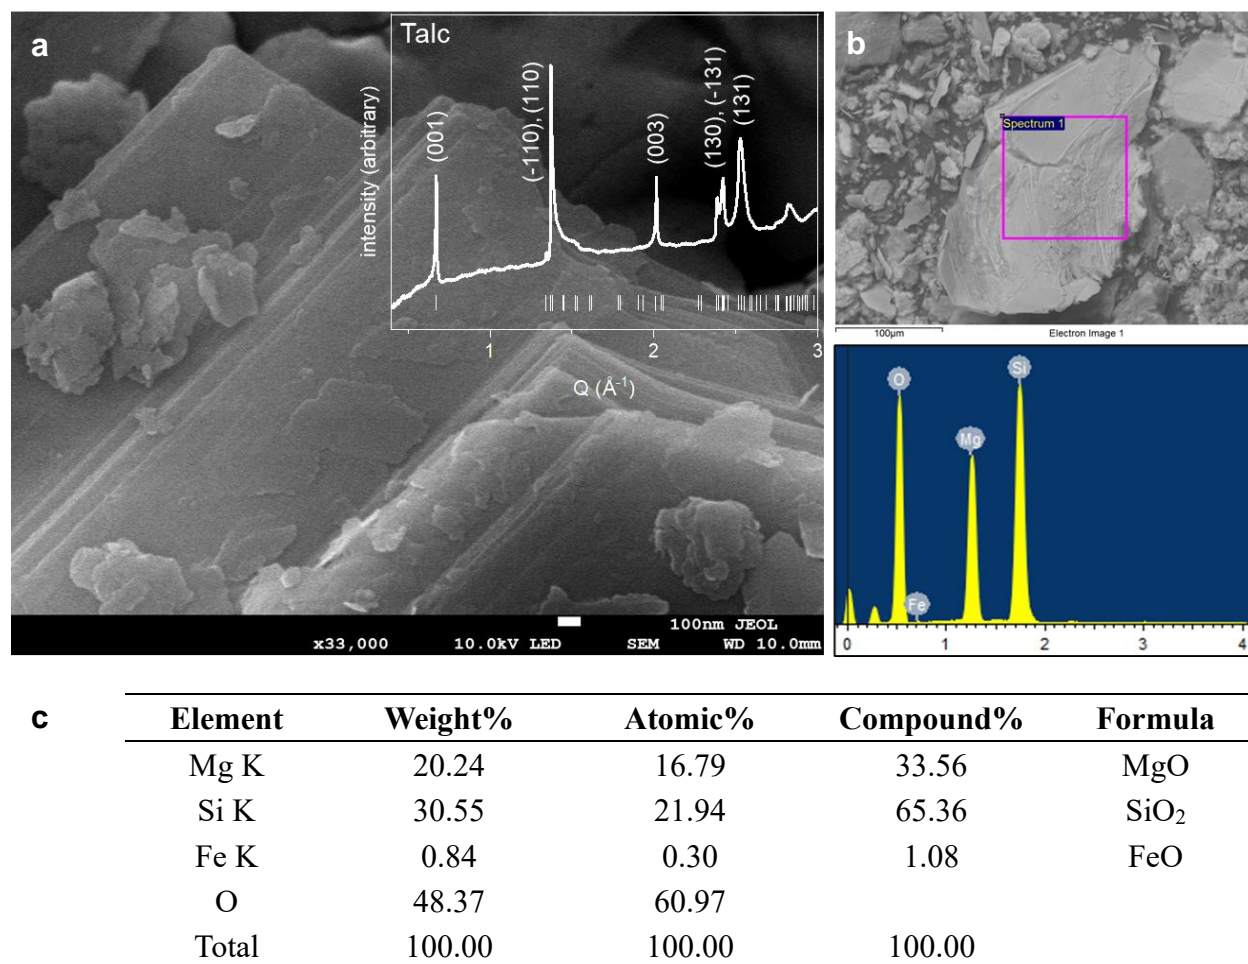 a
Talc
intensity (arbitrary)
(001)
(-110), (110)
(003)
(130), (-131)
(131)
1 2 3
Q (Å⁻¹)
100nm JEOL
x33,000 10.0kV LED SEM WD 10.0mm
b
Spectrum 1
100µm Electron Image 1
O
Fe
Mg
Si
0 1 2 3 4
c
Element Weight% Atomic% Compound% Formula
Mg K 20.24 16.79 33.56 MgO
Si K 30.55 21.94 65.36 SiO₂
Fe K 0.84 0.30 1.08 FeO
O 48.37 60.97
Total 100.00 100.00 100.00